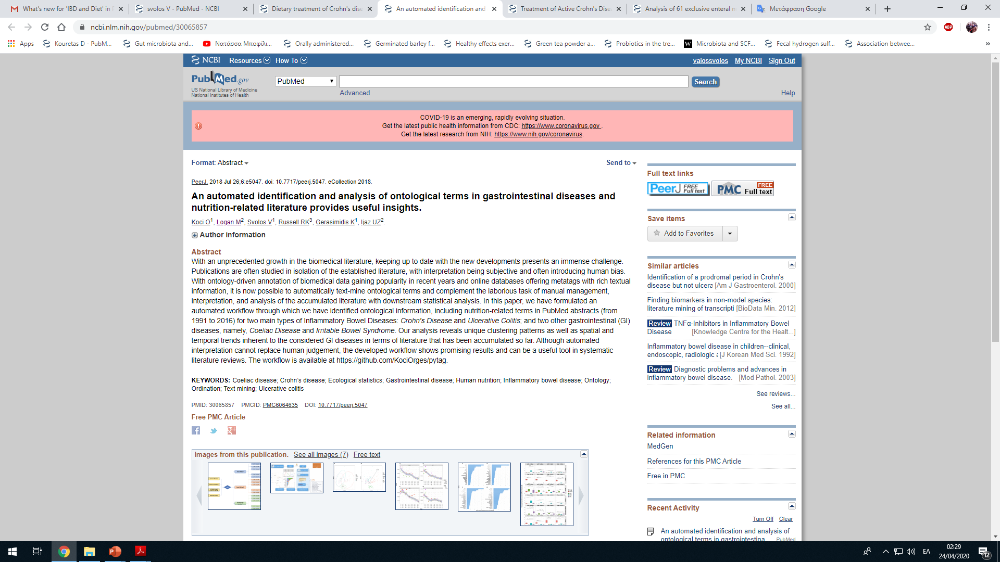 What's new for 'IBD and Diet' in
svolos V - PubMed - NCBI
Dietary treatment of Crohn's dise
An automated identification and
Treatment of Active Crohn's Dise
Analysis of 61 exclusive enteral n
Μετάφραση Google
ncbi.nlm.nih.gov/pubmed/30065857
ABP
Apps
Kouretas D - PubM...
Gut microbiota and...
Νατάσσα Μποφίλι...
Orally administered...
Germinated barley f...
Healthy effects exer...
Green tea powder a...
Probiotics in the tre...
W
Microbiota and SCF...
Fecal hydrogen sulf...
Association betwee...
»
NCBI
Resources
How To
vaiossvolos
My NCBI
Sign Out
PubMed.gov
US National Library of Medicine
National Institutes of Health
PubMed
Search
Advanced
Help
COVID-19 is an emerging, rapidly evolving situation.
Get the latest public health information from CDC: https://www.coronavirus.gov .
Get the latest research from NIH: https://www.nih.gov/coronavirus.
Format: Abstract
Send to
PeerJ. 2018 Jul 26;6:e5047. doi: 10.7717/peerj.5047. eCollection 2018.
An automated identification and analysis of ontological terms in gastrointestinal diseases and
nutrition-related literature provides useful insights.
Koci O1, Logan M2, Svolos V1, Russell RK3, Gerasimidis K1, Ijaz UZ2.
Author information
Abstract
With an unprecedented growth in the biomedical literature, keeping up to date with the new developments presents an immense challenge.
Publications are often studied in isolation of the established literature, with interpretation being subjective and often introducing human bias.
With ontology-driven annotation of biomedical data gaining popularity in recent years and online databases offering metatags with rich textual
information, it is now possible to automatically text-mine ontological terms and complement the laborious task of manual management,
interpretation, and analysis of the accumulated literature with downstream statistical analysis. In this paper, we have formulated an
automated workflow through which we have identified ontological information, including nutrition-related terms in PubMed abstracts (from
1991 to 2016) for two main types of Inflammatory Bowel Diseases: Crohn's Disease and Ulcerative Colitis; and two other gastrointestinal (GI)
diseases, namely, Coeliac Disease and Irritable Bowel Syndrome. Our analysis reveals unique clustering patterns as well as spatial and
temporal trends inherent to the considered GI diseases in terms of literature that has been accumulated so far. Although automated
interpretation cannot replace human judgement, the developed workflow shows promising results and can be a useful tool in systematic
literature reviews. The workflow is available at https://github.com/KociOrges/pytag.
KEYWORDS: Coeliac disease; Crohn's disease; Ecological statistics; Gastrointestinal disease; Human nutrition; Inflammatory bowel disease; Ontology;
Ordination; Text mining; Ulcerative colitis
PMID: 30065857 PMCID: PMC6064635 DOI: 10.7717/peerj.5047
Free PMC Article
Images from this publication. See all images (7) Free text
Full text links
PeerJ FREE Full text
PMC FREE Full text
Save items
Add to Favorites
Similar articles
Identification of a prodromal period in Crohn's
disease but not ulcera [Am J Gastroenterol. 2000]
Finding biomarkers in non-model species:
literature mining of transcripti [BioData Min. 2012]
Review TNFα-Inhibitors in Inflammatory Bowel
Disease [Knowledge Centre for the Healt...]
Inflammatory bowel disease in children--clinical,
endoscopic, radiologic a [J Korean Med Sci. 1992]
Review Diagnostic problems and advances in
inflammatory bowel disease. [Mod Pathol. 2003]
See reviews...
See all...
Related information
MedGen
References for this PMC Article
Free in PMC
Recent Activity
Turn Off Clear
An automated identification and analysis of
ontological terms in gastrointestina PubMed
ΕΛ
02:29
24/04/2020
12